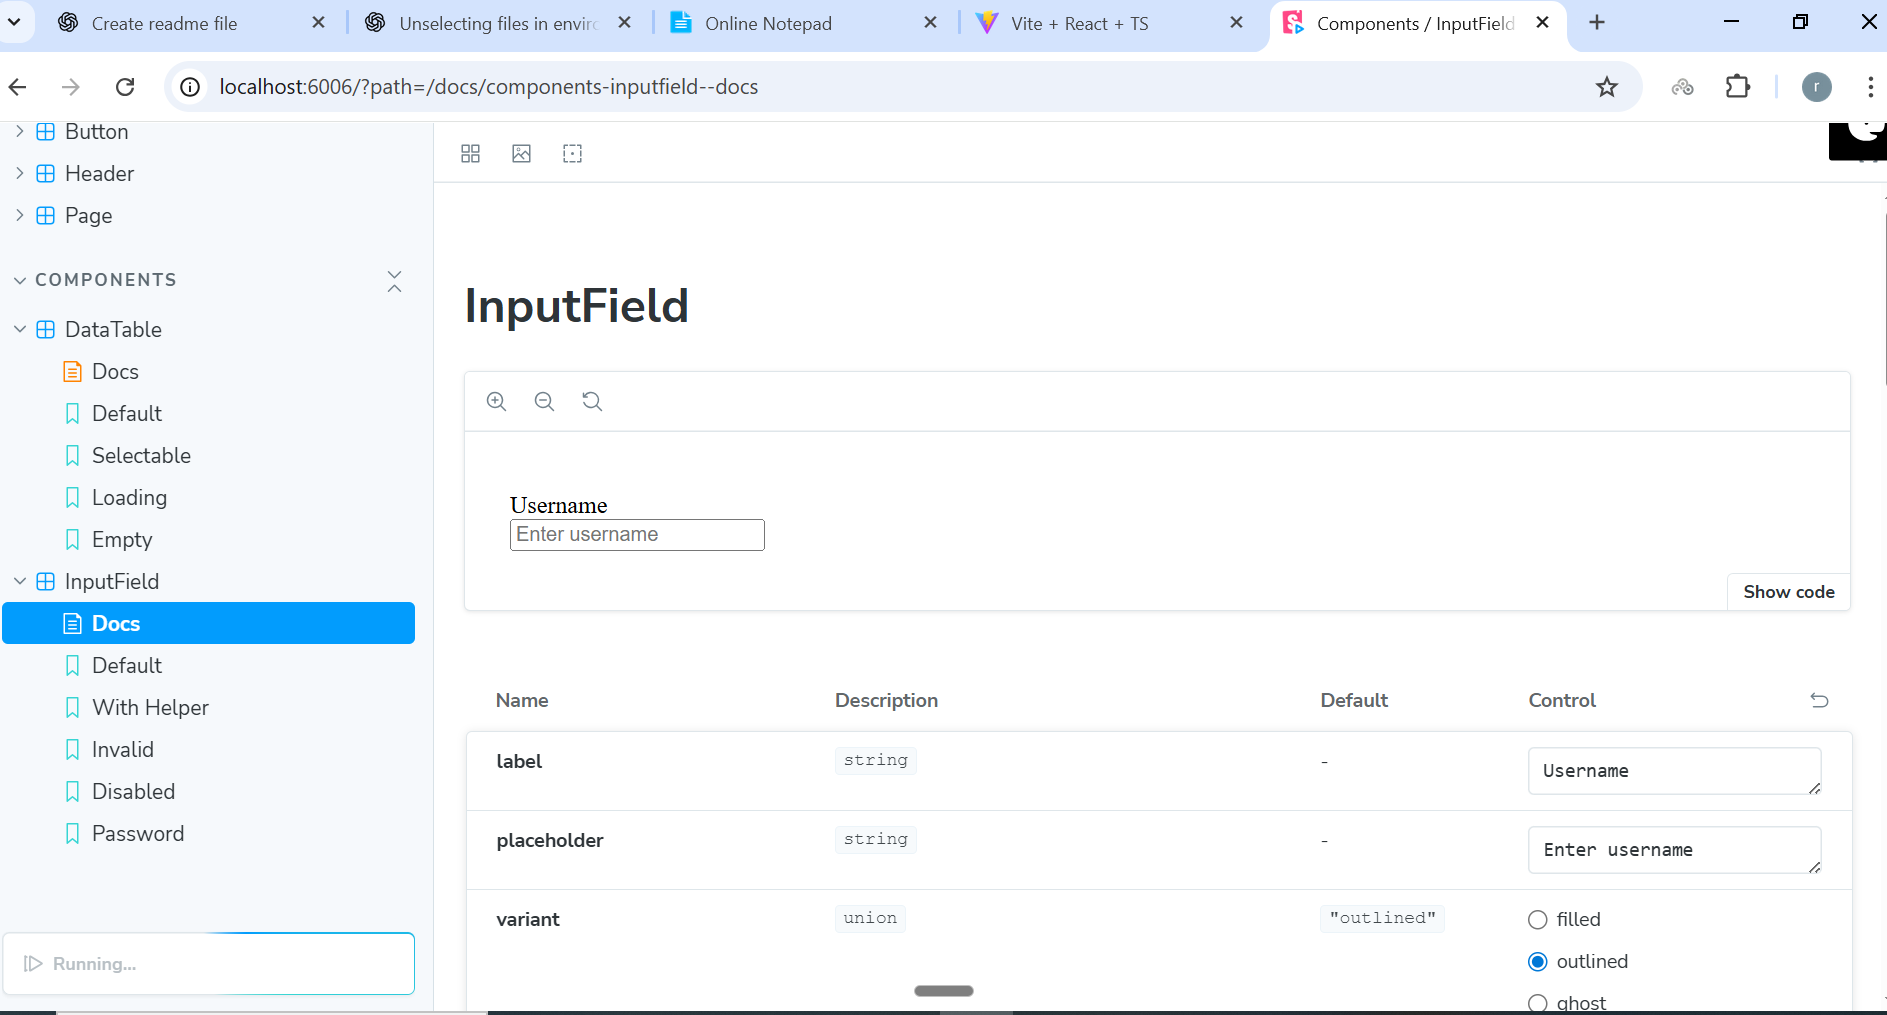 Create readme file
Unselecting files in enviro
Online Notepad
Vite + React + TS
Components / InputField
localhost:6006/?path=/docs/components-inputfield--docs
r
Button
Header
Page
COMPONENTS
DataTable
Docs
Default
Selectable
Loading
Empty
InputField
Docs
Default
With Helper
Invalid
Disabled
Password
Running...
InputField
Username
Enter username
Show code
Name Description Default Control
label string - Username
placeholder string - Enter username
variant union "outlined" filled
outlined
ghost